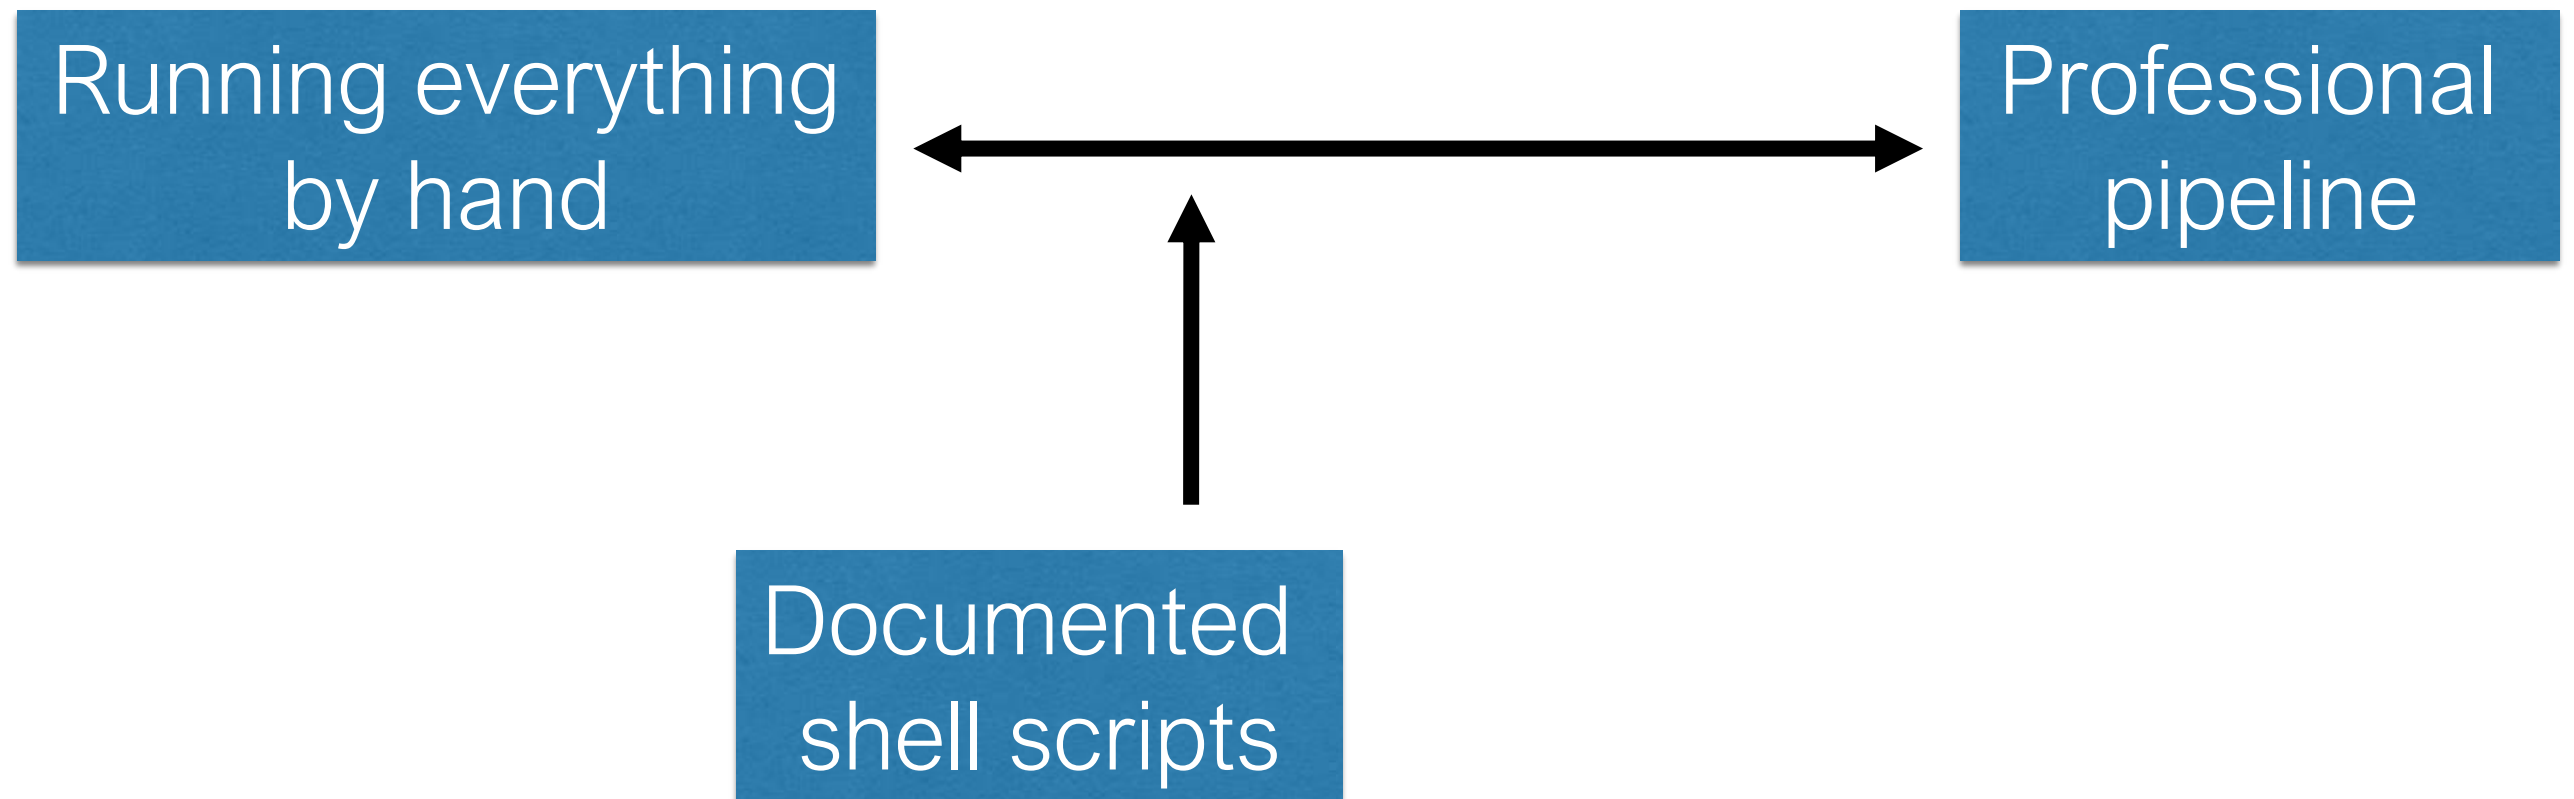 Running everything
by hand
Professional
pipeline
Documented
shell scripts